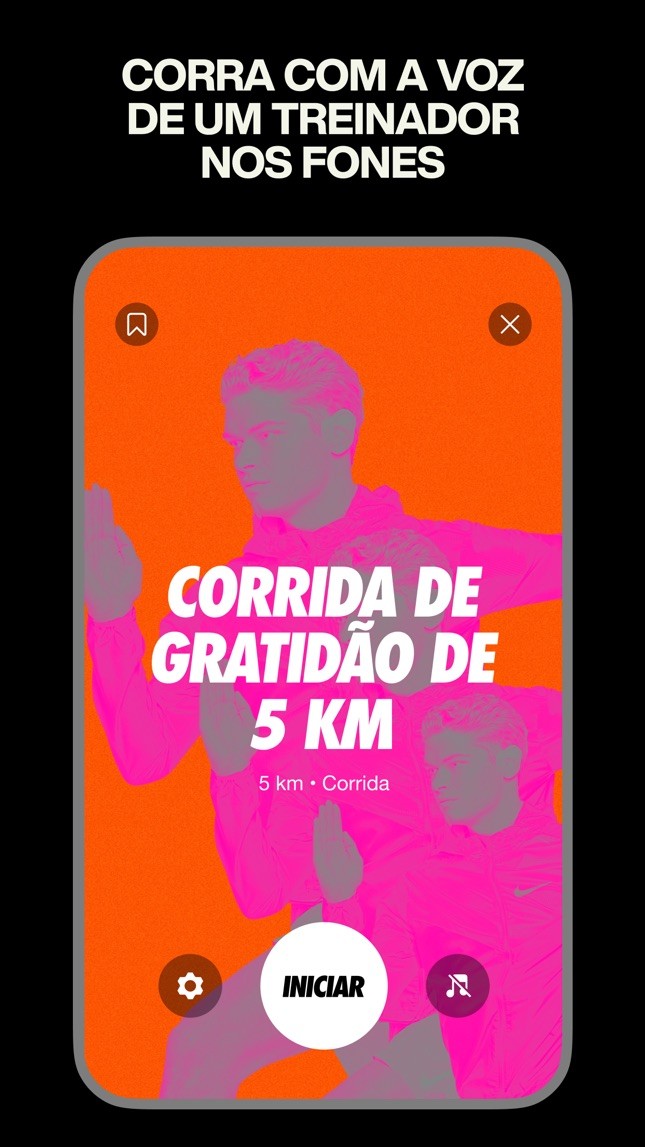 CORRA COM A VOZ
DE UM TREINADOR
NOS FONES
CORRIDA DE
GRATIDÃO DE
5 KM
5 km • Corrida
INICIAR